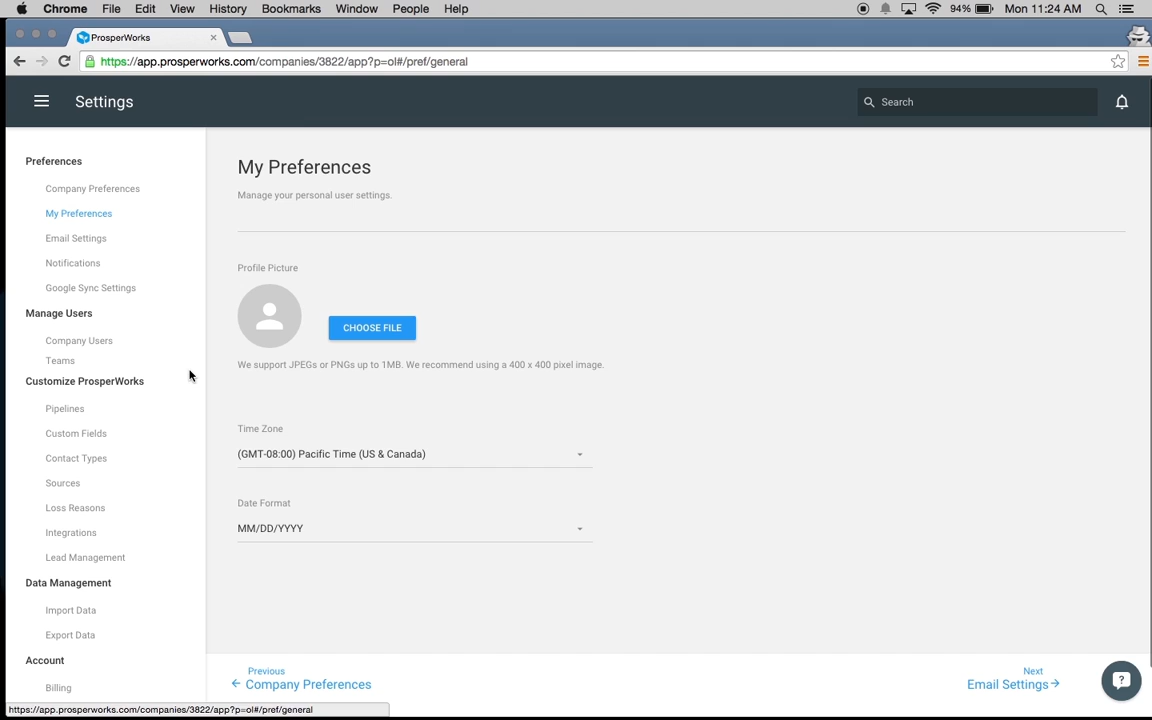 Chrome File Edit View History Bookmarks Window People Help 94% Mon 11:24 AM
ProsperWorks
https://app.prosperworks.com/companies/3822/app?p=ol#/pref/general
Settings
Search
Preferences
Company Preferences
My Preferences
Email Settings
Notifications
Google Sync Settings
Manage Users
Company Users
Teams
Customize ProsperWorks
Pipelines
Custom Fields
Contact Types
Sources
Loss Reasons
Integrations
Lead Management
Data Management
Import Data
Export Data
Account
Billing
My Preferences
Manage your personal user settings.
Profile Picture
CHOOSE FILE
We support JPEGs or PNGs up to 1MB. We recommend using a 400 x 400 pixel image.
Time Zone
(GMT-08:00) Pacific Time (US & Canada)
Date Format
MM/DD/YYYY
Previous
← Company Preferences
Next
Email Settings →
?
https://app.prosperworks.com/companies/3822/app?p=ol#/pref/general